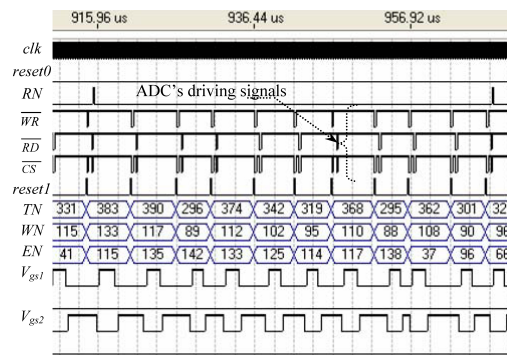 915.96 us 936.44 us 956.92 us
clk
reset0
ADC's driving signals
RN
WR
RD
CS
reset1
TN 331 383 390 296 374 342 319 368 295 362 301 32
WN 115 133 117 89 112 102 95 110 88 108 90 96
EN 41 115 135 142 133 125 114 117 138 37 96 66
Vgs1
Vgs2